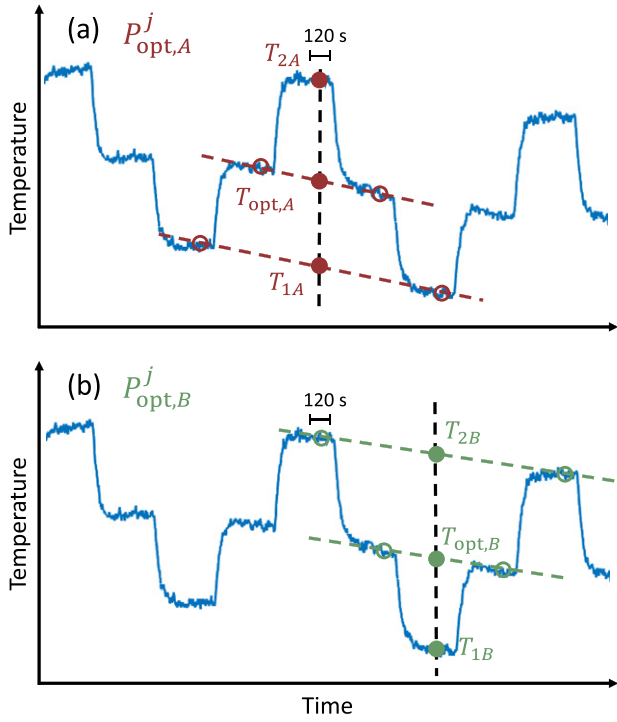 (a) P^j_opt,A
120 s
T_2A
T_opt,A
T_1A
Temperature
(b) P^j_opt,B
120 s
T_2B
T_opt,B
T_1B
Temperature
Time